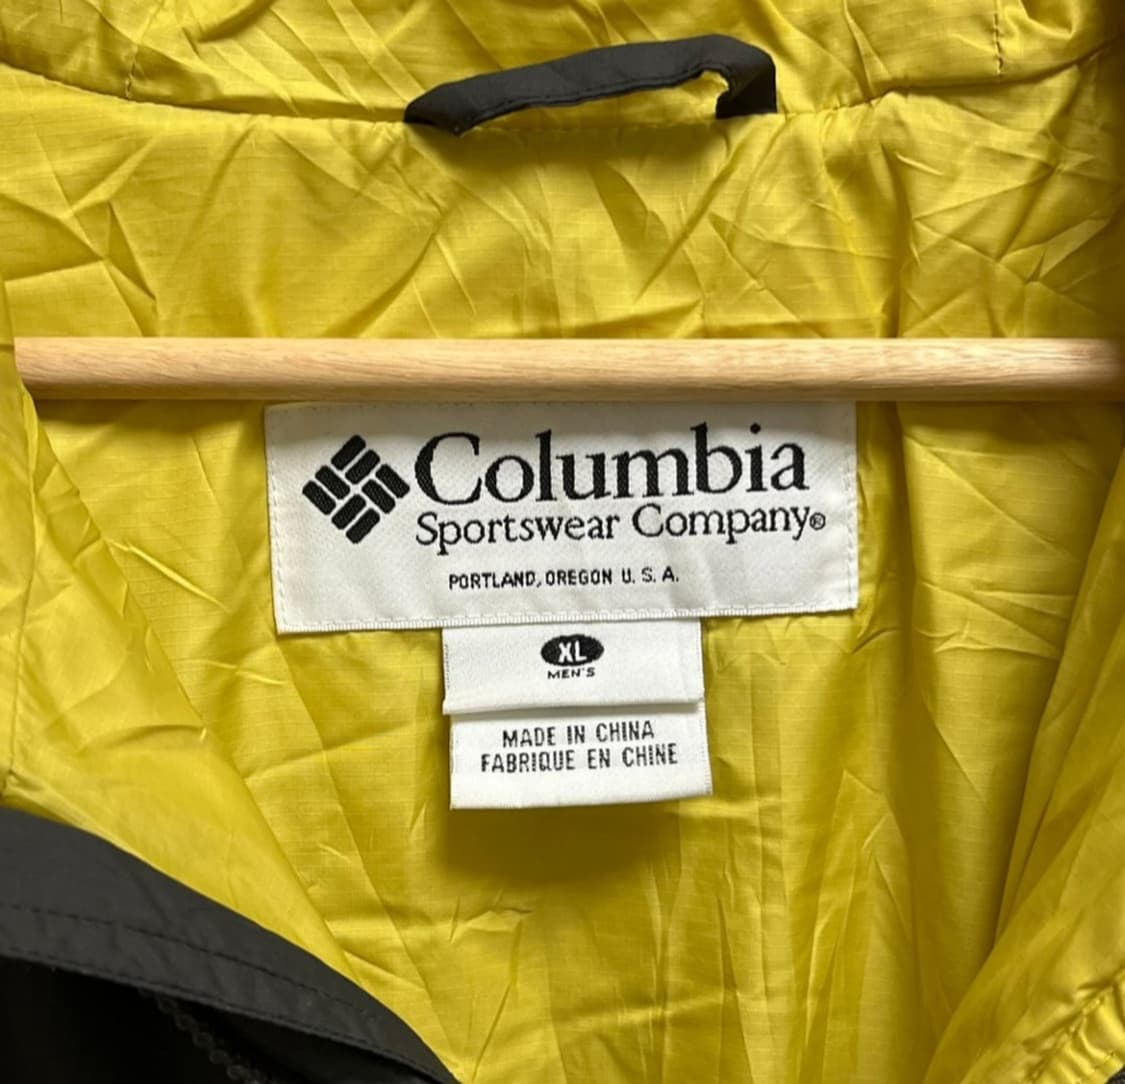 Columbia
Sportswear Company®
PORTLAND, OREGON U. S. A.
XL
MEN'S
MADE IN CHINA
FABRIQUE EN CHINE